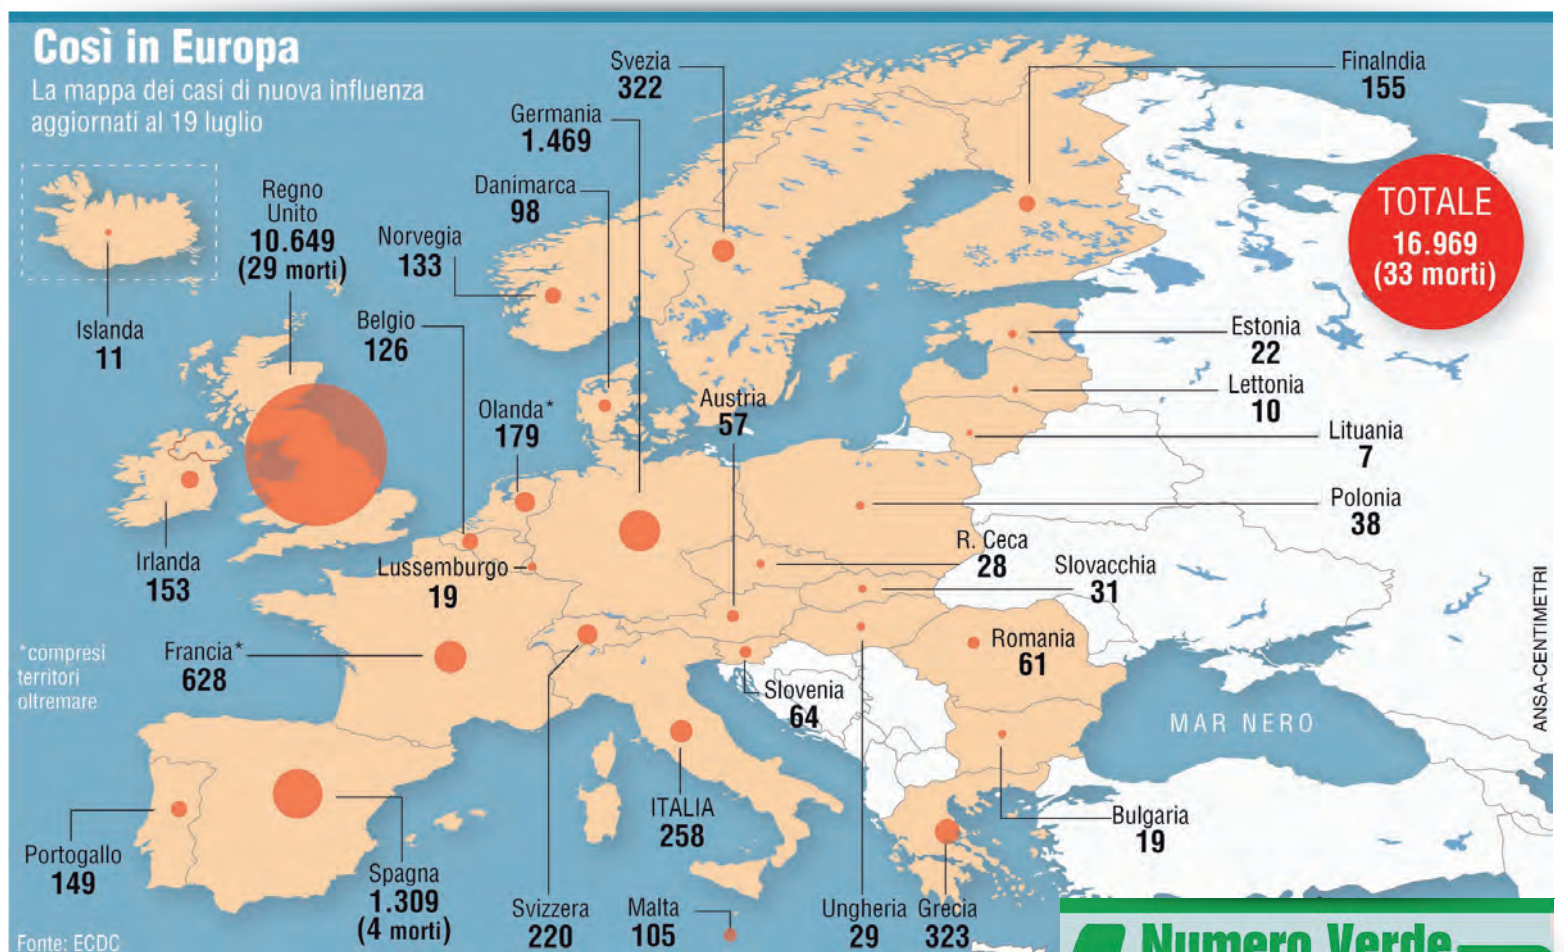 Così in Europa
La mappa dei casi di nuova influenza
aggiornati al 19 luglio
Svezia
322
Finalndia
155
Germania
1.469
Danimarca
98
Regno
Unito
10.649
(29 morti)
Norvegia
133
TOTALE
16.969
(33 morti)
Islanda
11
Belgio
126
Estonia
22
Lettonia
10
Austria
57
Olanda*
179
Lituania
7
Polonia
38
R. Ceca
28
Slovacchia
31
Irlanda
153
Lussemburgo
19
*compresi
territori
oltremare
Francia*
628
Romania
61
Slovenia
64
MAR NERO
ANSA-CENTIMETRI
ITALIA
258
Bulgaria
19
Portogallo
149
Spagna
1.309
(4 morti)
Svizzera
220
Malta
105
Ungheria
29
Grecia
323
Fonte: ECDC
Numero Verde